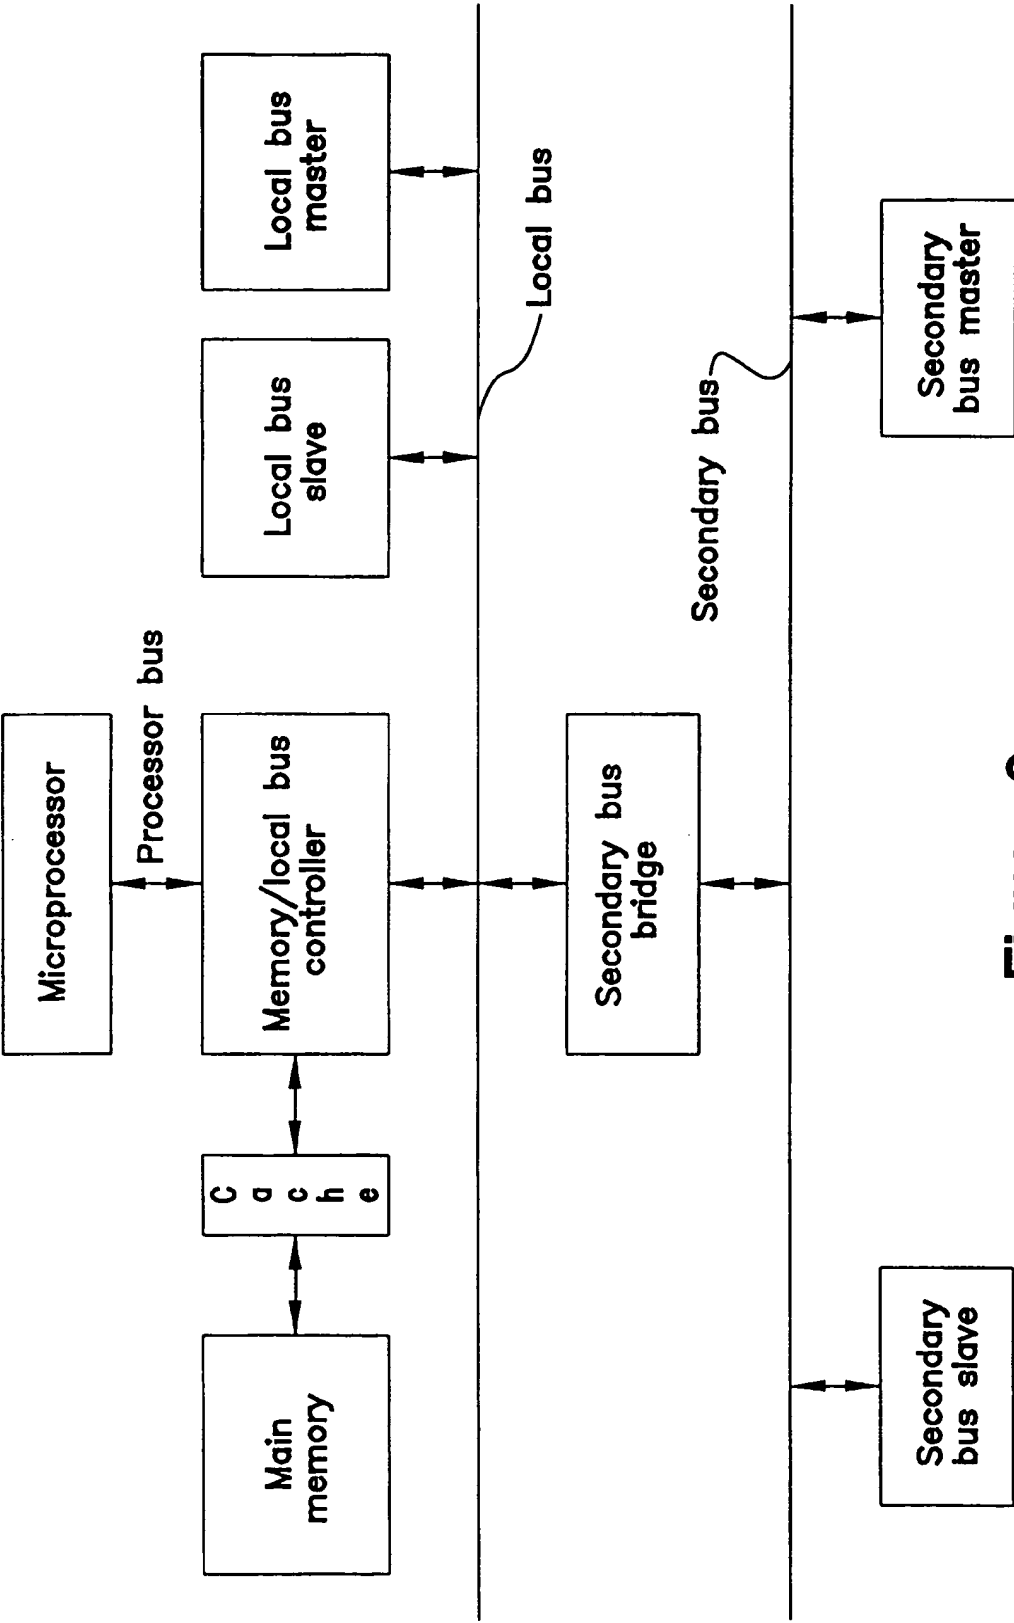 Microprocessor
Processor bus
Main
memory
C
a
c
h
e
Memory/local bus
controller
Local bus
slave
Local bus
master
Local bus
Secondary bus
bridge
Secondary bus
Secondary
bus slave
Secondary
bus master